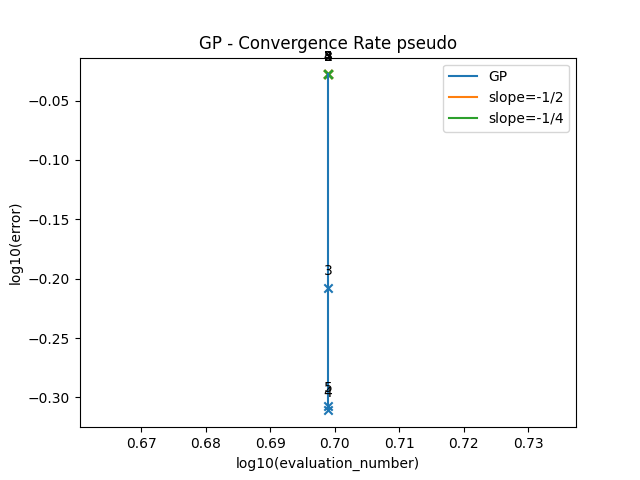 GP - Convergence Rate pseudo
GP
slope=-1/2
slope=-1/4
log10(error)
−0.05
−0.10
−0.15
−0.20
−0.25
−0.30
3
0.67
0.68
0.69
0.70
0.71
0.72
0.73
log10(evaluation_number)